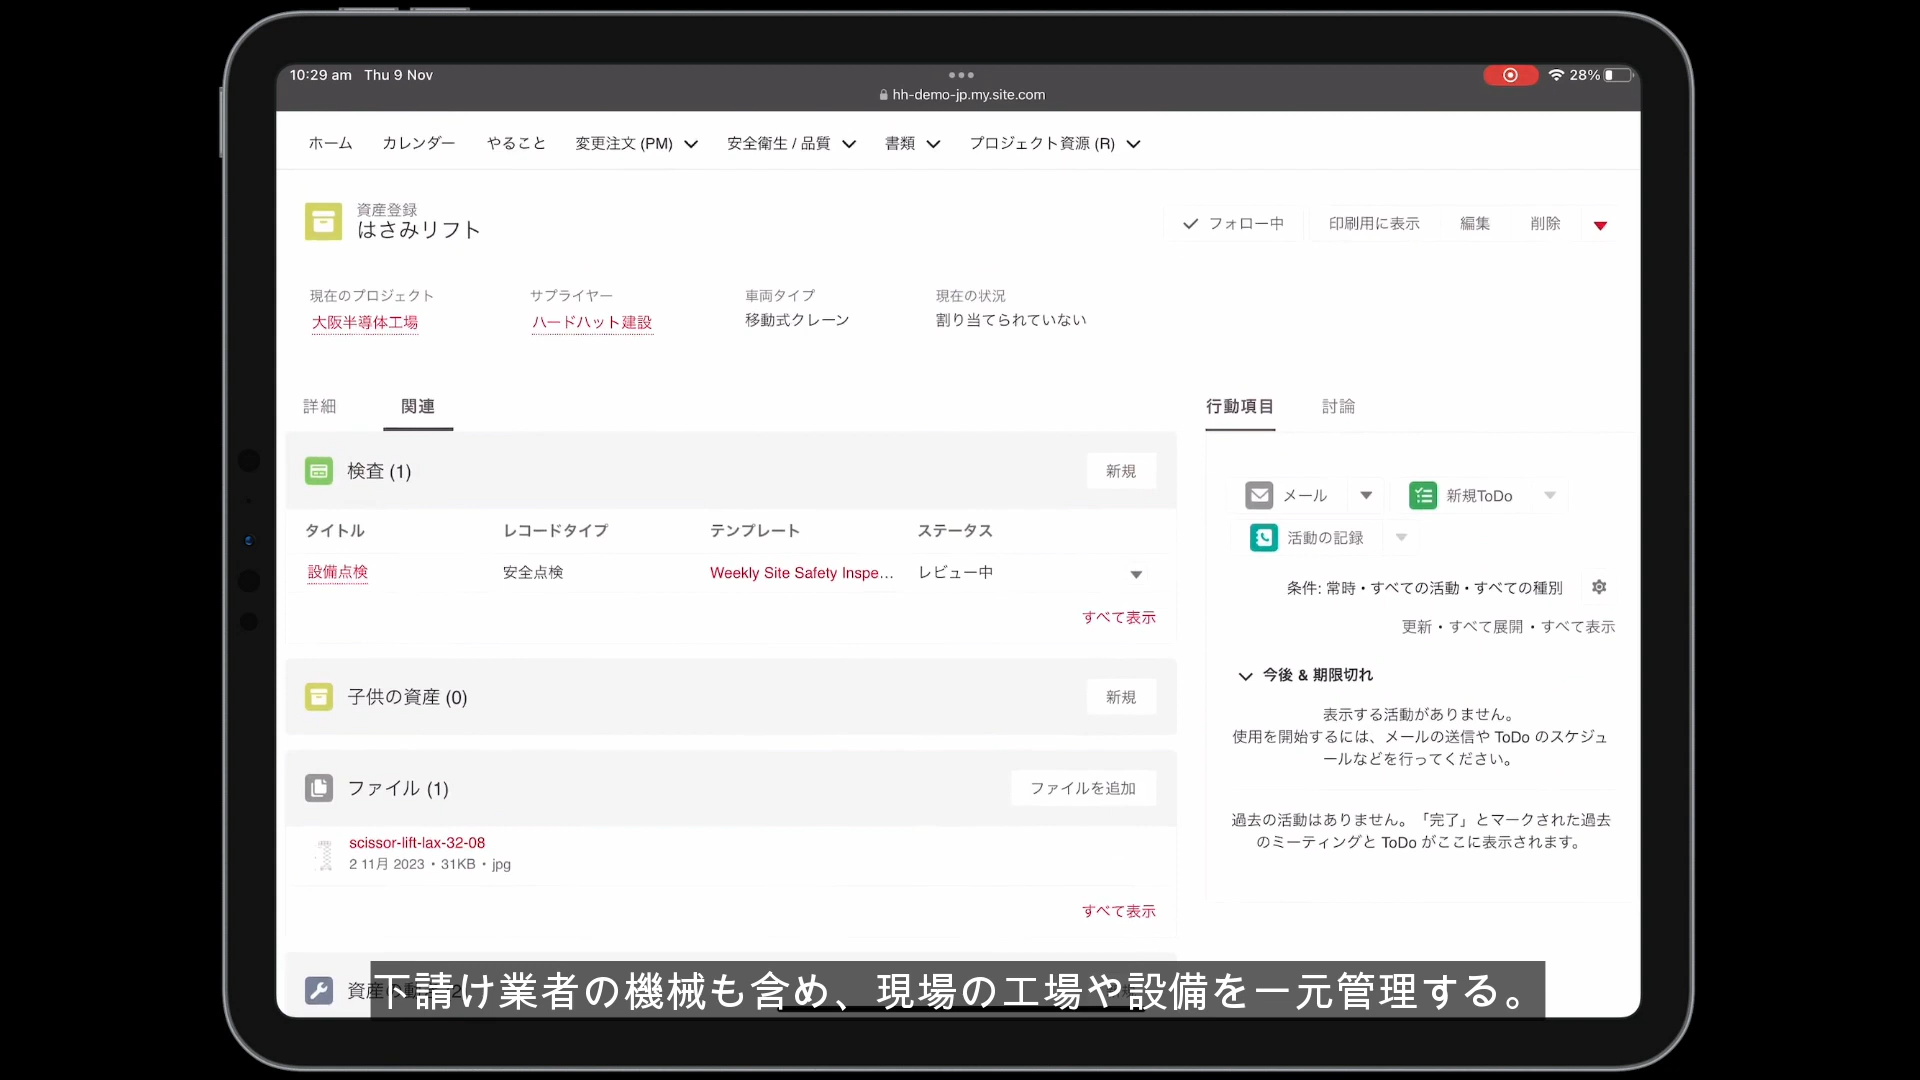 10:29 am Thu 9 Nov
28%
hh-demo-jp.my.site.com
ホーム カレンダー やること 変更注文 (PM) 安全衛生 / 品質 書類 プロジェクト資源 (R)
資産登録
はさみリフト
フォロー中 印刷用に表示 編集 削除
現在のプロジェクト サプライヤー 車両タイプ 現在の状況
大阪半導体工場 ハードハット建設 移動式クレーン 割り当てられていない
詳細 関連
検査 (1) 新規
タイトル レコードタイプ テンプレート ステータス
設備点検 安全点検 Weekly Site Safety Inspe... レビュー中
すべて表示
子供の資産 (0) 新規
ファイル (1) ファイルを追加
scissor-lift-lax-32-08
2 11月 2023・31KB・jpg
すべて表示
行動項目 討論
メール 新規ToDo
活動の記録
条件: 常時・すべての活動・すべての種別
更新・すべて展開・すべて表示
今後 & 期限切れ
表示する活動がありません。
使用を開始するには、メールの送信や ToDo のスケジュ
ールなどを行ってください。
過去の活動はありません。「完了」とマークされた過去
のミーティングと ToDo がここに表示されます。
資産
下請け業者の機械も含め、現場の工場や設備を一元管理する。